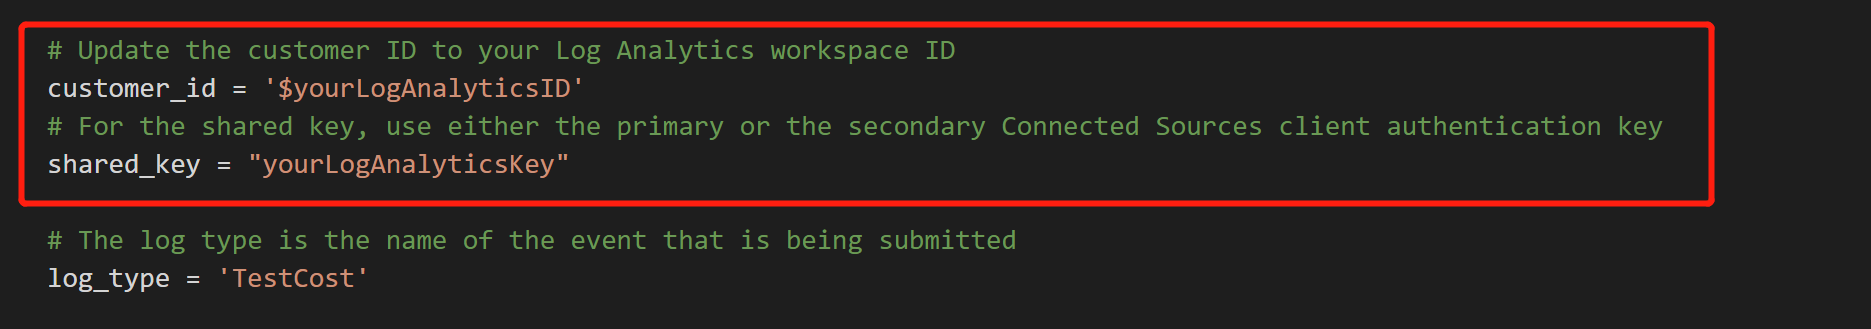 # Update the customer ID to your Log Analytics workspace ID
customer_id = '$yourLogAnalyticsID'
# For the shared key, use either the primary or the secondary Connected Sources client authentication key
shared_key = "yourLogAnalyticsKey"
# The log type is the name of the event that is being submitted
log_type = 'TestCost'